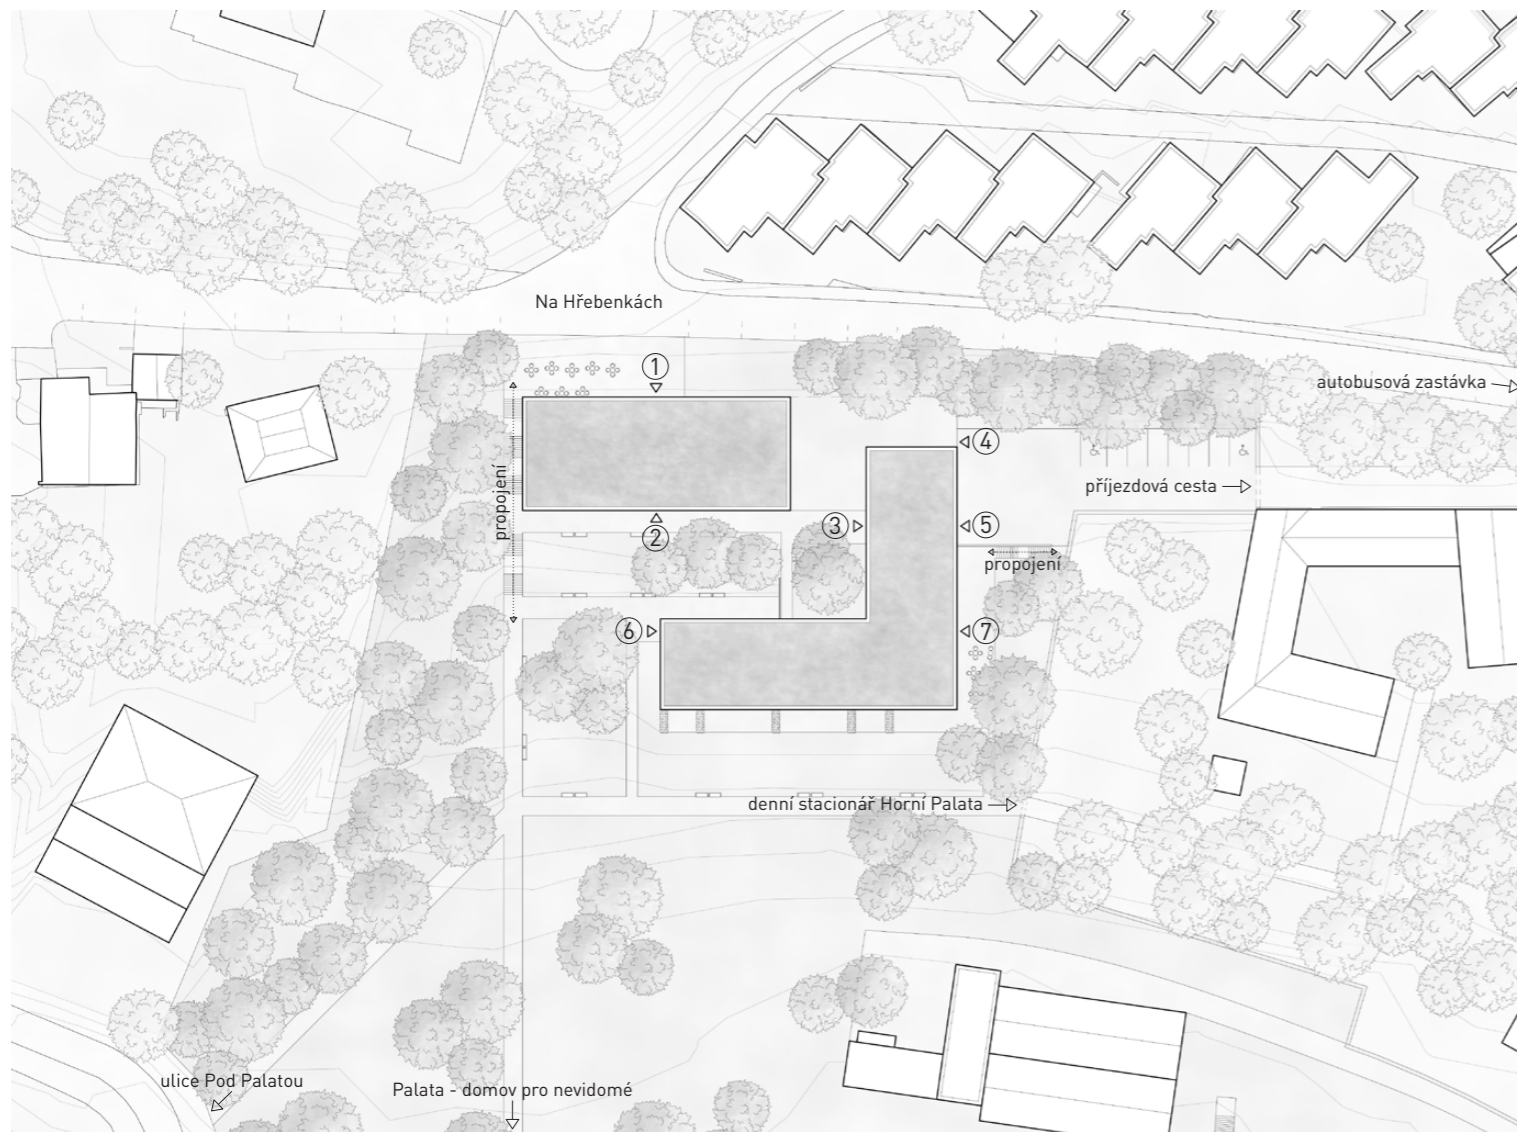 Na Hřebenkách
1
autobusová zastávka
4
příjezdová cesta
propojení
3
5
2
propojení
6
7
denní stacionář Horní Palata
ulice Pod Palatou
Palata - domov pro nevidomé